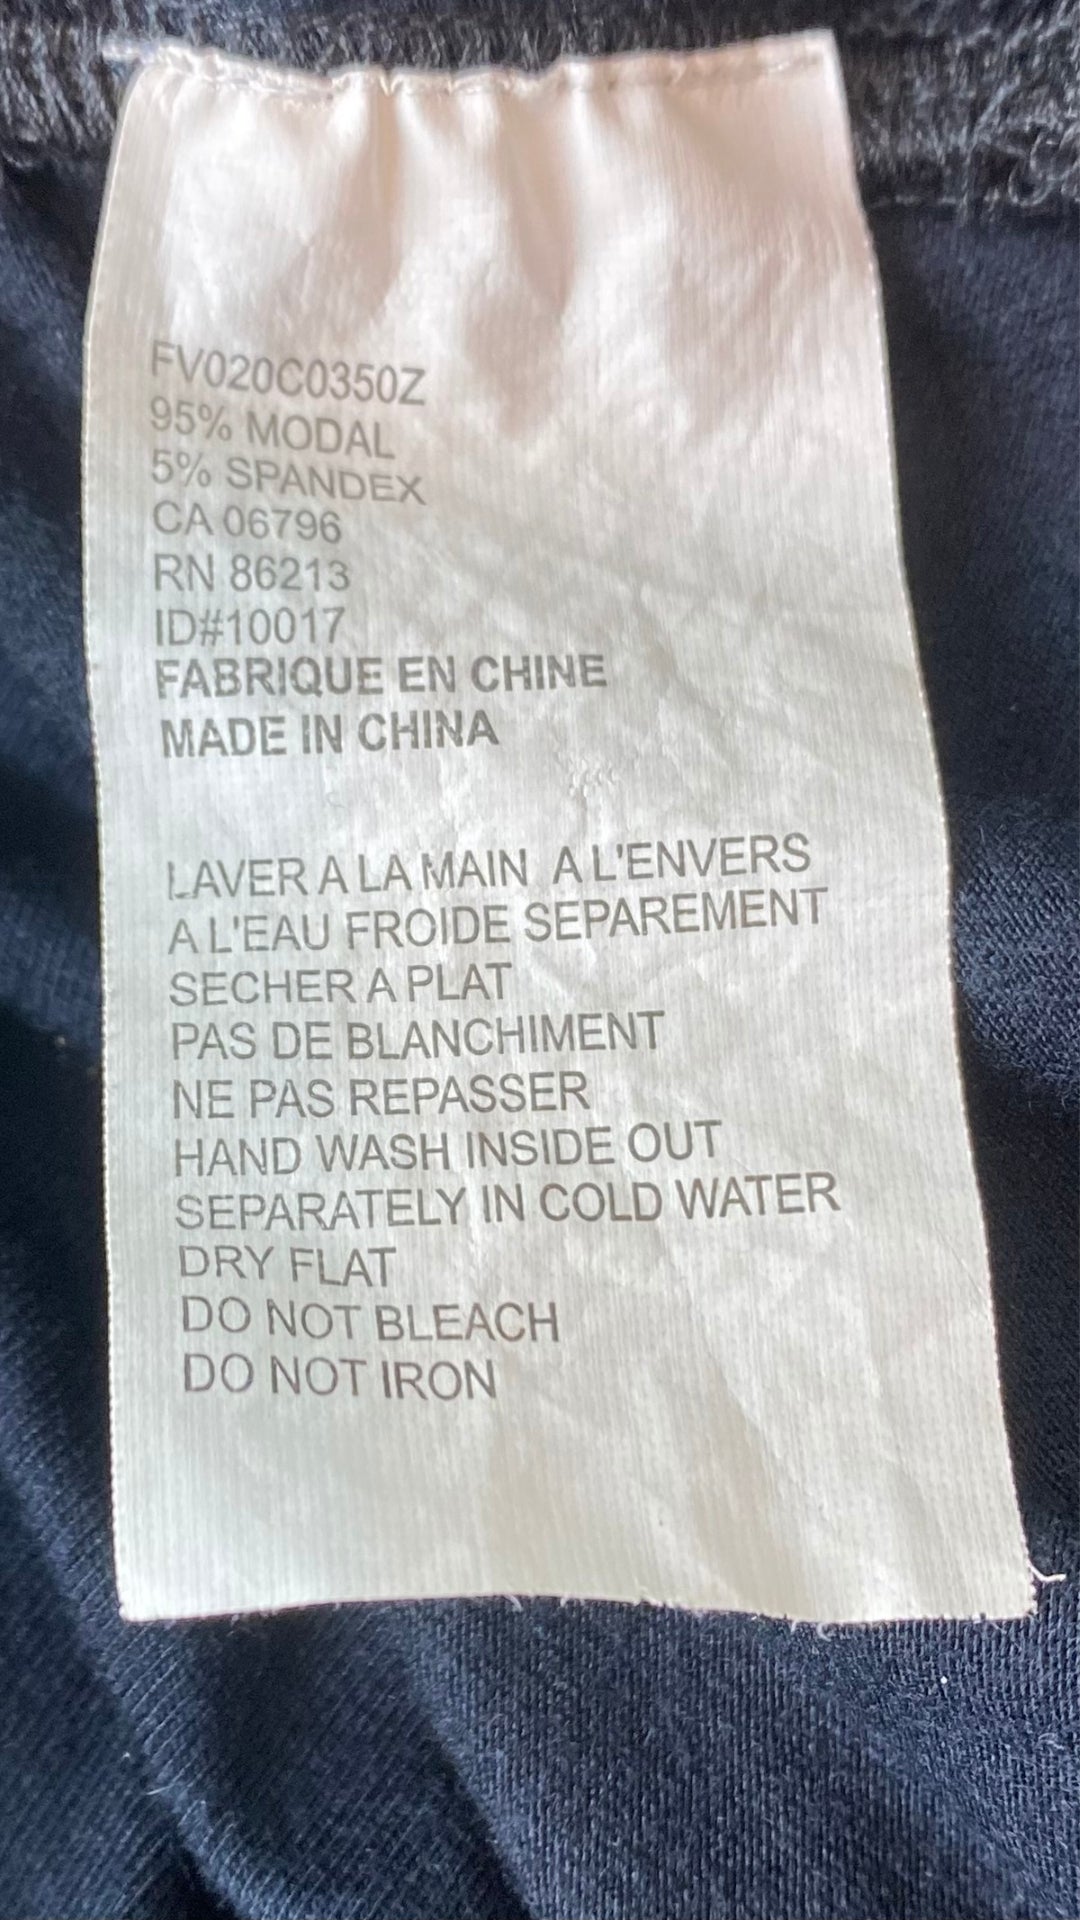 FV020C0350Z
95% MODAL
5% SPANDEX
CA 06796
RN 86213
ID#10017
FABRIQUE EN CHINE
MADE IN CHINA
LAVER A LA MAIN A L'ENVERS
A L'EAU FROIDE SEPAREMENT
SECHER A PLAT
PAS DE BLANCHIMENT
NE PAS REPASSER
HAND WASH INSIDE OUT
SEPARATELY IN COLD WATER
DRY FLAT
DO NOT BLEACH
DO NOT IRON